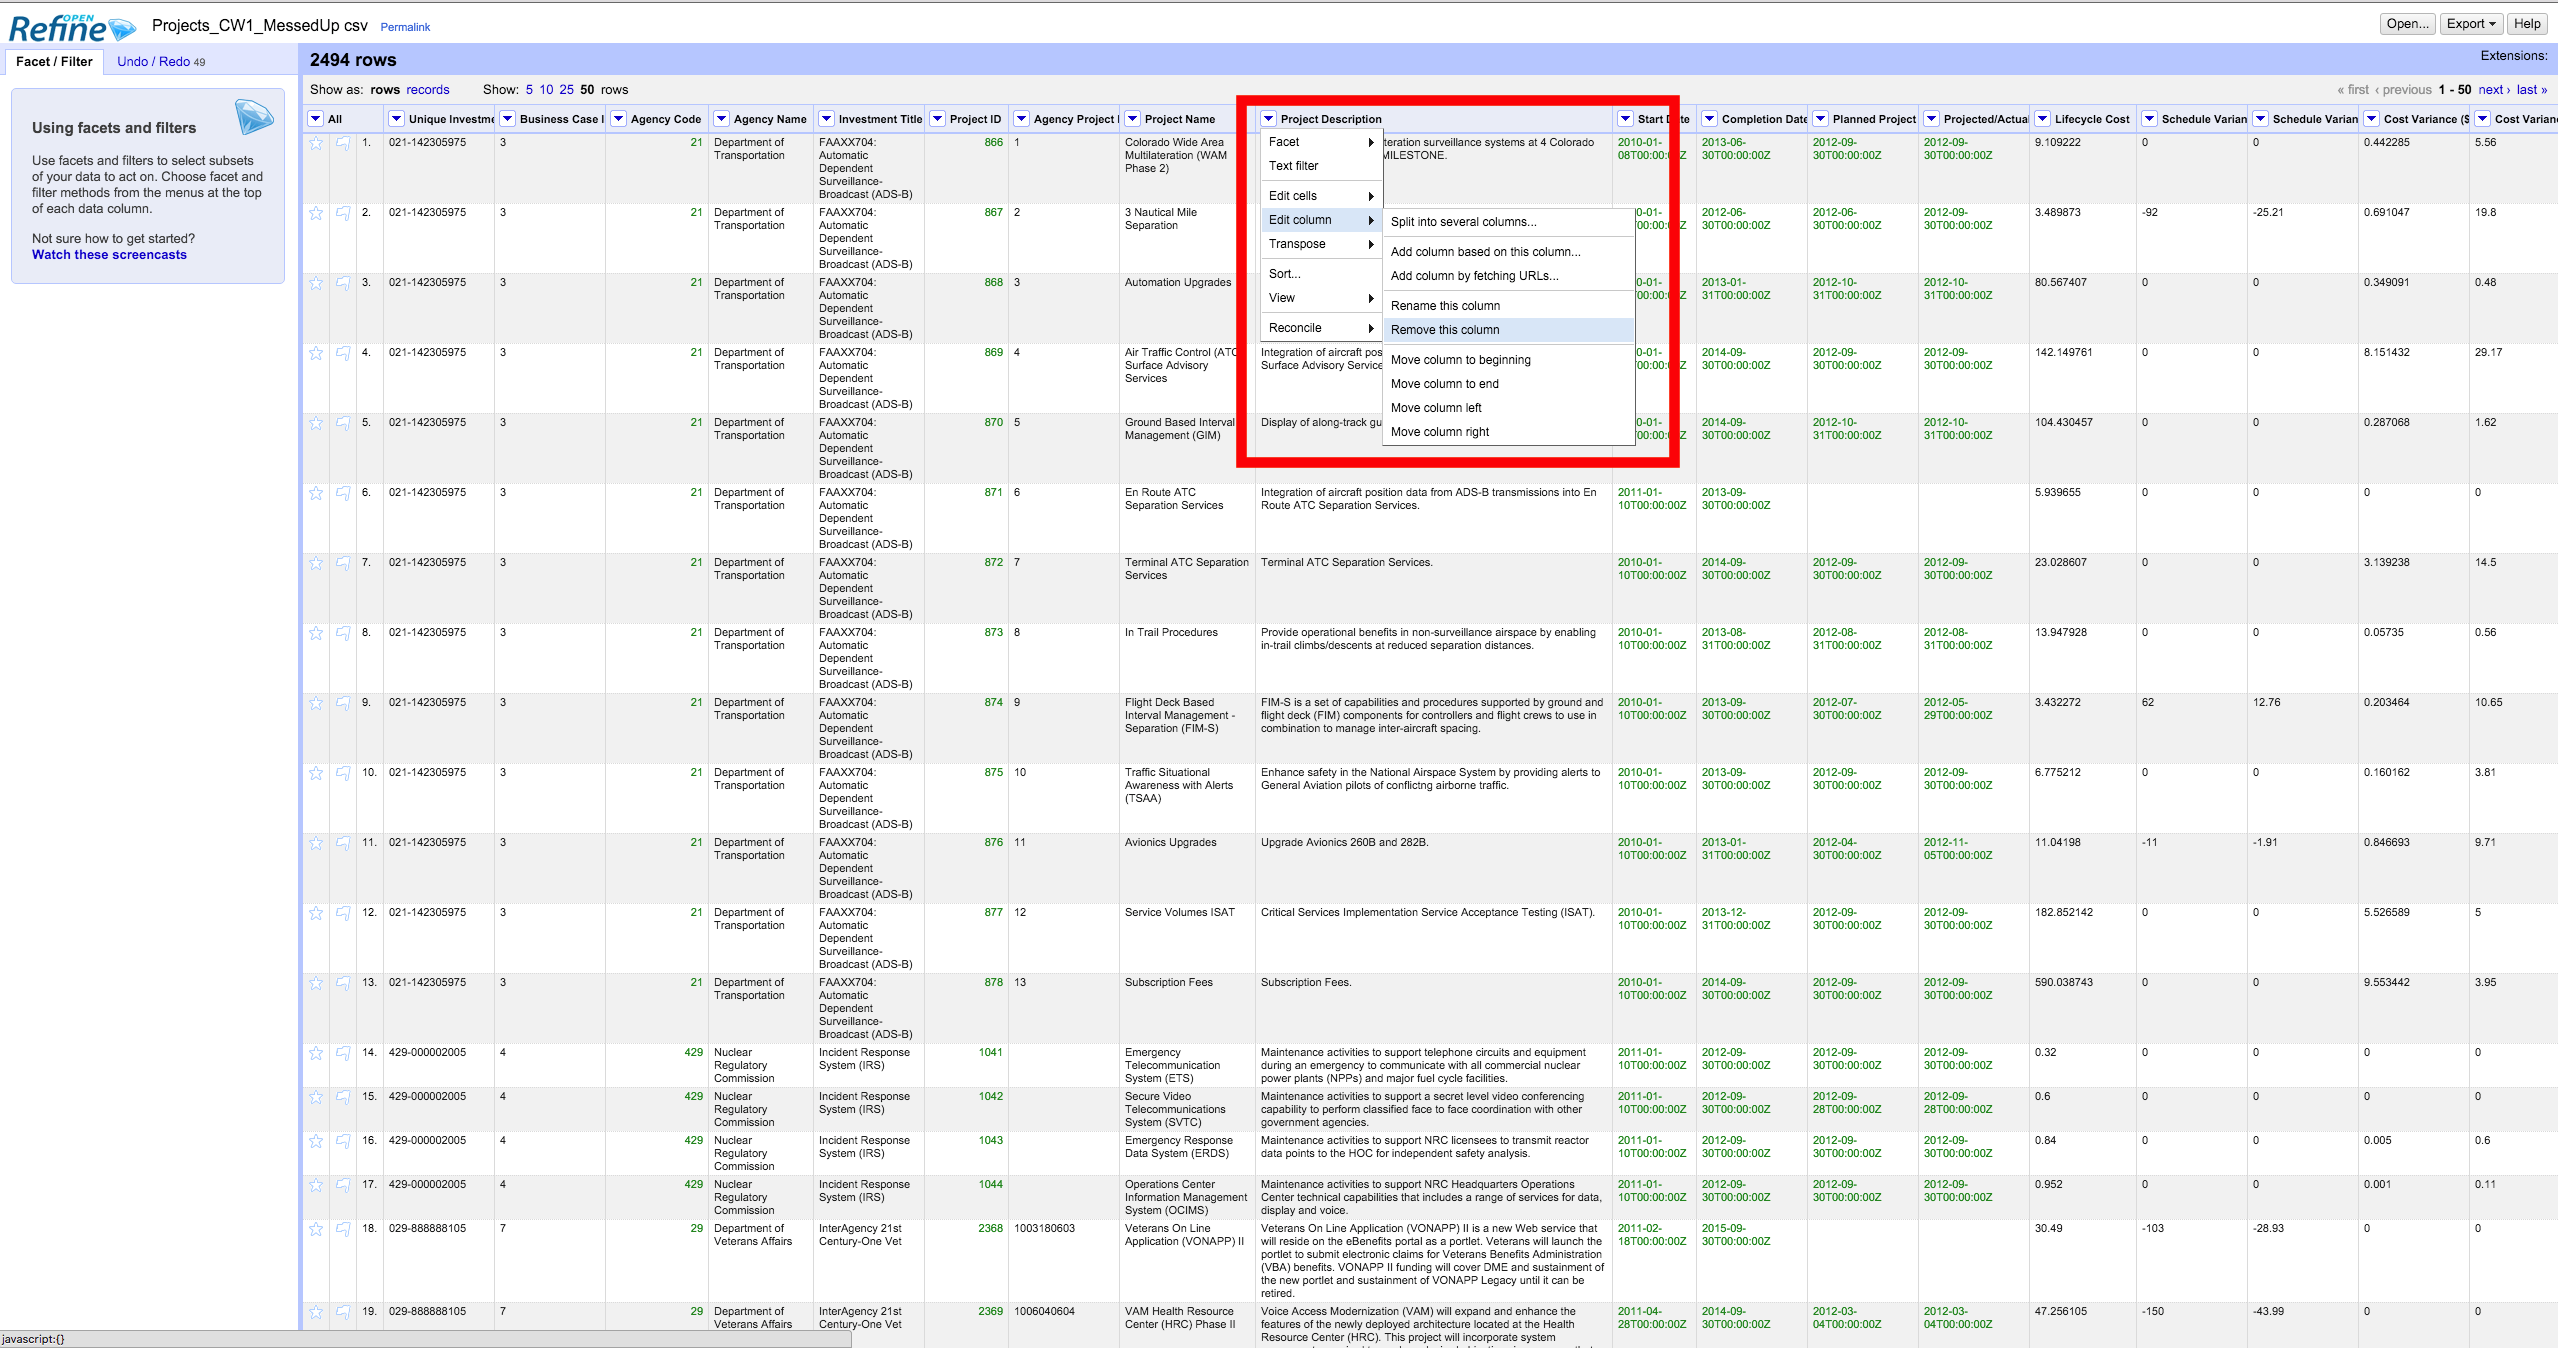 OPEN
Refine Projects_CW1_MessedUp csv Permalink Open... Export Help
Facet / Filter Undo / Redo 49 2494 rows Extensions:
Using facets and filters
Use facets and filters to select subsets
of your data to act on. Choose facet and
filter methods from the menus at the top
of each data column.
Not sure how to get started?
Watch these screencasts
Show as: rows records Show: 5 10 25 50 rows « first ‹ previous 1 - 50 next › last »
All Unique Investme Business Case I Agency Code Agency Name Investment Title Project ID Agency Project I Project Name Project Description Start D te Completion Date Planned Project Projected/Actua Lifecycle Cost Schedule Varian Schedule Varian Cost Variance ($ Cost Varianc
Facet
Text filter
Edit cells
Edit column
Transpose
Sort...
View
Reconcile
Split into several columns...
Add column based on this column...
Add column by fetching URLs...
Rename this column
Remove this column
Move column to beginning
Move column to end
Move column left
Move column right
1. 021-142305975 3 21 Department of FAAXX704: 866 1 Colorado Wide Area teration surveillance systems at 4 Colorado 2010-01- 2013-06- 2012-09- 2012-09- 9.109222 0 0 0.442285 5.56
Transportation Automatic Multilateration (WAM MILESTONE. 08T00:00:00Z 30T00:00:00Z 30T00:00:00Z 30T00:00:00Z
Dependent Phase 2)
Surveillance-
Broadcast (ADS-B)
2. 021-142305975 3 21 Department of FAAXX704: 867 2 3 Nautical Mile 0-01- 2012-06- 2012-09- 2012-09- 3.489873 -92 -25.21 0.691047 19.8
Transportation Automatic Separation T00:00:00Z 30T00:00:00Z 30T00:00:00Z 30T00:00:00Z
Dependent
Surveillance-
Broadcast (ADS-B)
3. 021-142305975 3 21 Department of FAAXX704: 868 3 Automation Upgrades 0-01- 2013-01- 2012-10- 2012-10- 80.567407 0 0 0.349091 0.48
Transportation Automatic T00:00:00Z 31T00:00:00Z 31T00:00:00Z 31T00:00:00Z
Dependent
Surveillance-
Broadcast (ADS-B)
4. 021-142305975 3 21 Department of FAAXX704: 869 4 Air Traffic Control (ATC Integration of aircraft pos 0-01- 2014-09- 2012-09- 2012-09- 142.149761 0 0 8.151432 29.17
Transportation Automatic Surface Advisory Surface Advisory Service T00:00:00Z 30T00:00:00Z 30T00:00:00Z 30T00:00:00Z
Dependent Services
Surveillance-
Broadcast (ADS-B)
5. 021-142305975 3 21 Department of FAAXX704: 870 5 Ground Based Interval Display of along-track gu 0-01- 2014-09- 2012-10- 2012-10- 104.430457 0 0 0.287068 1.62
Transportation Automatic Management (GIM) T00:00:00Z 30T00:00:00Z 31T00:00:00Z 31T00:00:00Z
Dependent
Surveillance-
Broadcast (ADS-B)
6. 021-142305975 3 21 Department of FAAXX704: 871 6 En Route ATC Integration of aircraft position data from ADS-B transmissions into En 2011-01- 2013-09- 5.939655 0 0 0 0
Transportation Automatic Separation Services Route ATC Separation Services. 10T00:00:00Z 30T00:00:00Z
Dependent
Surveillance-
Broadcast (ADS-B)
7. 021-142305975 3 21 Department of FAAXX704: 872 7 Terminal ATC Separation Terminal ATC Separation Services. 2010-01- 2014-09- 2012-09- 2012-09- 23.028607 0 0 3.139238 14.5
Transportation Automatic Services 10T00:00:00Z 30T00:00:00Z 30T00:00:00Z 30T00:00:00Z
Dependent
Surveillance-
Broadcast (ADS-B)
8. 021-142305975 3 21 Department of FAAXX704: 873 8 In Trail Procedures Provide operational benefits in non-surveillance airspace by enabling 2010-01- 2013-08- 2012-08- 2012-08- 13.947928 0 0 0.05735 0.56
Transportation Automatic in-trail climbs/descents at reduced separation distances. 10T00:00:00Z 31T00:00:00Z 31T00:00:00Z 31T00:00:00Z
Dependent
Surveillance-
Broadcast (ADS-B)
9. 021-142305975 3 21 Department of FAAXX704: 874 9 Flight Deck Based FIM-S is a set of capabilities and procedures supported by ground and 2010-01- 2013-09- 2012-07- 2012-05- 3.432272 62 12.76 0.203464 10.65
Transportation Automatic Interval Management - flight deck (FIM) components for controllers and flight crews to use in 10T00:00:00Z 30T00:00:00Z 30T00:00:00Z 29T00:00:00Z
Dependent Separation (FIM-S) combination to manage inter-aircraft spacing.
Surveillance-
Broadcast (ADS-B)
10. 021-142305975 3 21 Department of FAAXX704: 875 10 Traffic Situational Enhance safety in the National Airspace System by providing alerts to 2010-01- 2013-09- 2012-09- 2012-09- 6.775212 0 0 0.160162 3.81
Transportation Automatic Awareness with Alerts General Aviation pilots of conflictng airborne traffic. 10T00:00:00Z 30T00:00:00Z 30T00:00:00Z 30T00:00:00Z
Dependent (TSAA)
Surveillance-
Broadcast (ADS-B)
11. 021-142305975 3 21 Department of FAAXX704: 876 11 Avionics Upgrades Upgrade Avionics 260B and 282B. 2010-01- 2013-01- 2012-04- 2012-11- 11.04198 -11 -1.91 0.846693 9.71
Transportation Automatic 10T00:00:00Z 31T00:00:00Z 30T00:00:00Z 05T00:00:00Z
Dependent
Surveillance-
Broadcast (ADS-B)
12. 021-142305975 3 21 Department of FAAXX704: 877 12 Service Volumes ISAT Critical Services Implementation Service Acceptance Testing (ISAT). 2010-01- 2013-12- 2012-09- 2012-09- 182.852142 0 0 5.526589 5
Transportation Automatic 10T00:00:00Z 31T00:00:00Z 30T00:00:00Z 30T00:00:00Z
Dependent
Surveillance-
Broadcast (ADS-B)
13. 021-142305975 3 21 Department of FAAXX704: 878 13 Subscription Fees Subscription Fees. 2010-01- 2014-09- 2012-09- 2012-09- 590.038743 0 0 9.553442 3.95
Transportation Automatic 10T00:00:00Z 30T00:00:00Z 30T00:00:00Z 30T00:00:00Z
Dependent
Surveillance-
Broadcast (ADS-B)
14. 429-000002005 4 429 Nuclear Incident Response 1041 Emergency Maintenance activities to support telephone circuits and equipment 2011-01- 2012-09- 2012-09- 2012-09- 0.32 0 0 0 0
Regulatory System (IRS) Telecommunication during an emergency to communicate with all commercial nuclear 10T00:00:00Z 30T00:00:00Z 30T00:00:00Z 30T00:00:00Z
Commission System (ETS) power plants (NPPs) and major fuel cycle facilities.
15. 429-000002005 4 429 Nuclear Incident Response 1042 Secure Video Maintenance activities to support a secret level video conferencing 2011-01- 2012-09- 2012-09- 2012-09- 0.6 0 0 0 0
Regulatory System (IRS) Telecommunications capability to perform classified face to face coordination with other 10T00:00:00Z 30T00:00:00Z 28T00:00:00Z 28T00:00:00Z
Commission System (SVTC) government agencies.
16. 429-000002005 4 429 Nuclear Incident Response 1043 Emergency Response Maintenance activities to support NRC licensees to transmit reactor 2011-01- 2012-09- 2012-09- 2012-09- 0.84 0 0 0.005 0.6
Regulatory System (IRS) Data System (ERDS) data points to the HOC for independent safety analysis. 10T00:00:00Z 30T00:00:00Z 30T00:00:00Z 30T00:00:00Z
Commission
17. 429-000002005 4 429 Nuclear Incident Response 1044 Operations Center Maintenance activities to support NRC Headquarters Operations 2011-01- 2012-09- 2012-09- 2012-09- 0.952 0 0 0.001 0.11
Regulatory System (IRS) Information Management Center technical capabilities that includes a range of services for data, 10T00:00:00Z 30T00:00:00Z 30T00:00:00Z 30T00:00:00Z
Commission System (OCIMS) display and voice.
18. 029-888888105 7 29 Department of InterAgency 21st 2368 1003180603 Veterans On Line Veterans On Line Application (VONAPP) II is a new Web service that 2011-02- 2015-09- 30.49 -103 -28.93 0 0
Veterans Affairs Century-One Vet Application (VONAPP) II will reside on the eBenefits portal as a portlet. Veterans will launch the 18T00:00:00Z 30T00:00:00Z
portlet to submit electronic claims for Veterans Benefits Administration
(VBA) benefits. VONAPP II funding will cover DME and sustainment of
the new portlet and sustainment of VONAPP Legacy until it can be
retired.
19. 029-888888105 7 29 Department of InterAgency 21st 2369 1006040604 VAM Health Resource Voice Access Modernization (VAM) will expand and enhance the 2011-04- 2014-09- 2012-03- 2012-03- 47.256105 -150 -43.99 0 0
Veterans Affairs Century-One Vet Center (HRC) Phase II features of the newly deployed architecture located at the Health 28T00:00:00Z 30T00:00:00Z 04T00:00:00Z 04T00:00:00Z
Resource Center (HRC). This project will incorporate system
javascript:{}